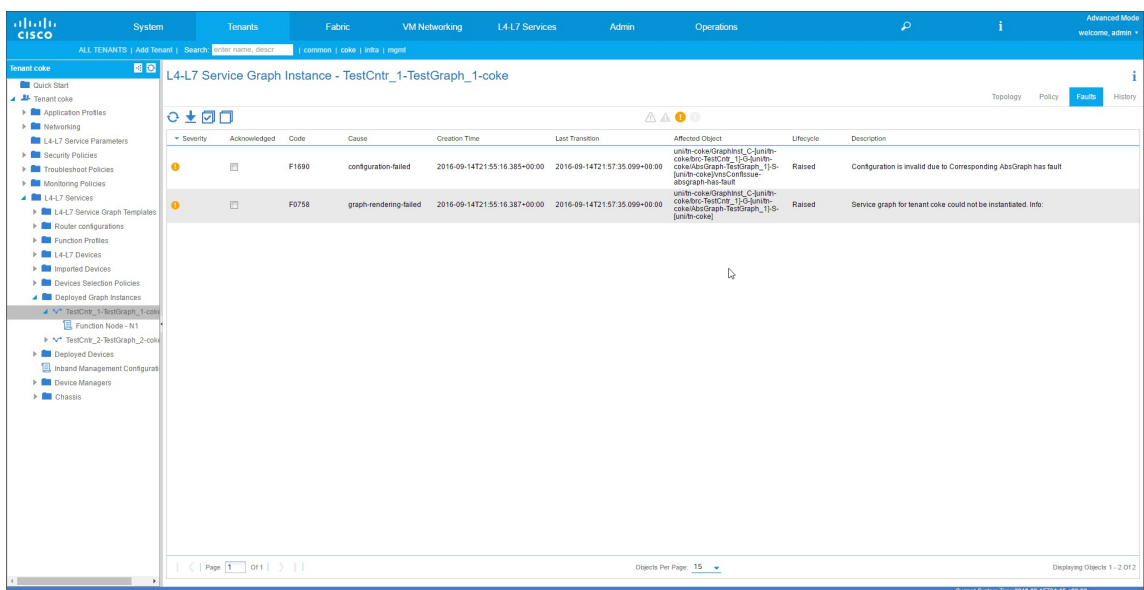 Advanced Mode
CISCO System Tenants Fabric VM Networking L4-L7 Services Admin Operations i welcome, admin
ALL TENANTS | Add Tenant | Search: enter name, descr | common | coke | infra | mgmt
Tenant coke
L4-L7 Service Graph Instance - TestCntr_1-TestGraph_1-coke i
Quick Start
Tenant coke
Application Profiles
Networking
L4-L7 Service Parameters
Security Policies
Troubleshoot Policies
Monitoring Policies
L4-L7 Services
L4-L7 Service Graph Templates
Router configurations
Function Profiles
L4-L7 Devices
Imported Devices
Devices Selection Policies
Deployed Graph Instances
TestCntr_1-TestGraph_1-coke
Function Node - N1
TestCntr_2-TestGraph_2-coke
Deployed Devices
Inband Management Configurati
Device Managers
Chassis
Topology Policy Faults History
Severity Acknowledged Code Cause Creation Time Last Transition Affected Object Lifecycle Description
F1690 configuration-failed 2016-09-14T21:55:16.385+00:00 2016-09-14T21:57:35.099+00:00
uni/tn-coke/GraphInst_C-[uni/tn-
coke/brc-TestCntr_1]-G-[uni/tn-
coke/AbsGraph-TestGraph_1]-S-
[uni/tn-coke]/vnsConfIssue-
absgraph-has-fault
Raised Configuration is invalid due to Corresponding AbsGraph has fault
F0758 graph-rendering-failed 2016-09-14T21:55:16.387+00:00 2016-09-14T21:57:35.099+00:00
uni/tn-coke/GraphInst_C-[uni/tn-
coke/brc-TestCntr_1]-G-[uni/tn-
coke/AbsGraph-TestGraph_1]-S-
[uni/tn-coke]
Raised Service graph for tenant coke could not be instantiated. Info:
Page 1 Of 1 Objects Per Page: 15 Displaying Objects 1 - 2 Of 2